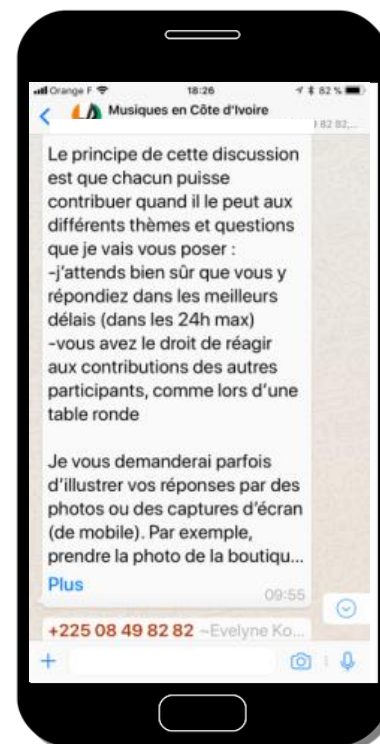 Orange F
18:26
82 %
Musiques en Côte d'Ivoire
82 82,...
Le principe de cette discussion
est que chacun puisse
contribuer quand il le peut aux
différents thèmes et questions
que je vais vous poser :
-j'attends bien sûr que vous y
répondiez dans les meilleurs
délais (dans les 24h max)
-vous avez le droit de réagir
aux contributions des autres
participants, comme lors d'une
table ronde
Je vous demanderai parfois
d'illustrer vos réponses par des
photos ou des captures d'écran
(de mobile). Par exemple,
prendre la photo de la boutiqu...
Plus
09:55
+225 08 49 82 82 ~Evelyne Ko...